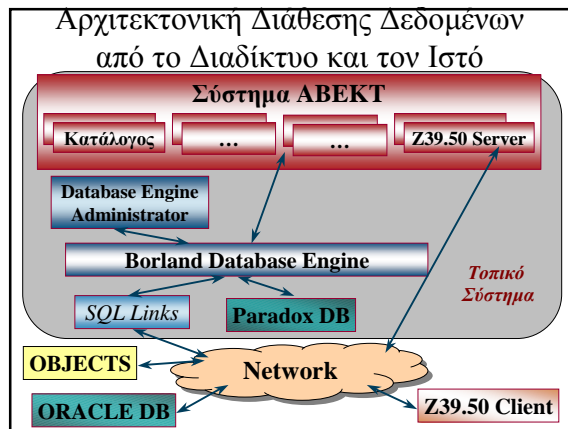 Αρχιτεκτονική Διάθεσης Δεδομένων
από το Διαδίκτυο και τον Ιστό
Σύστημα ΑΒΕΚΤ
Κατάλογος
...
...
Z39.50 Server
Database Engine
Administrator
Borland Database Engine
Τοπικό
Σύστημα
SQL Links
Paradox DB
OBJECTS
Network
ORACLE DB
Z39.50 Client